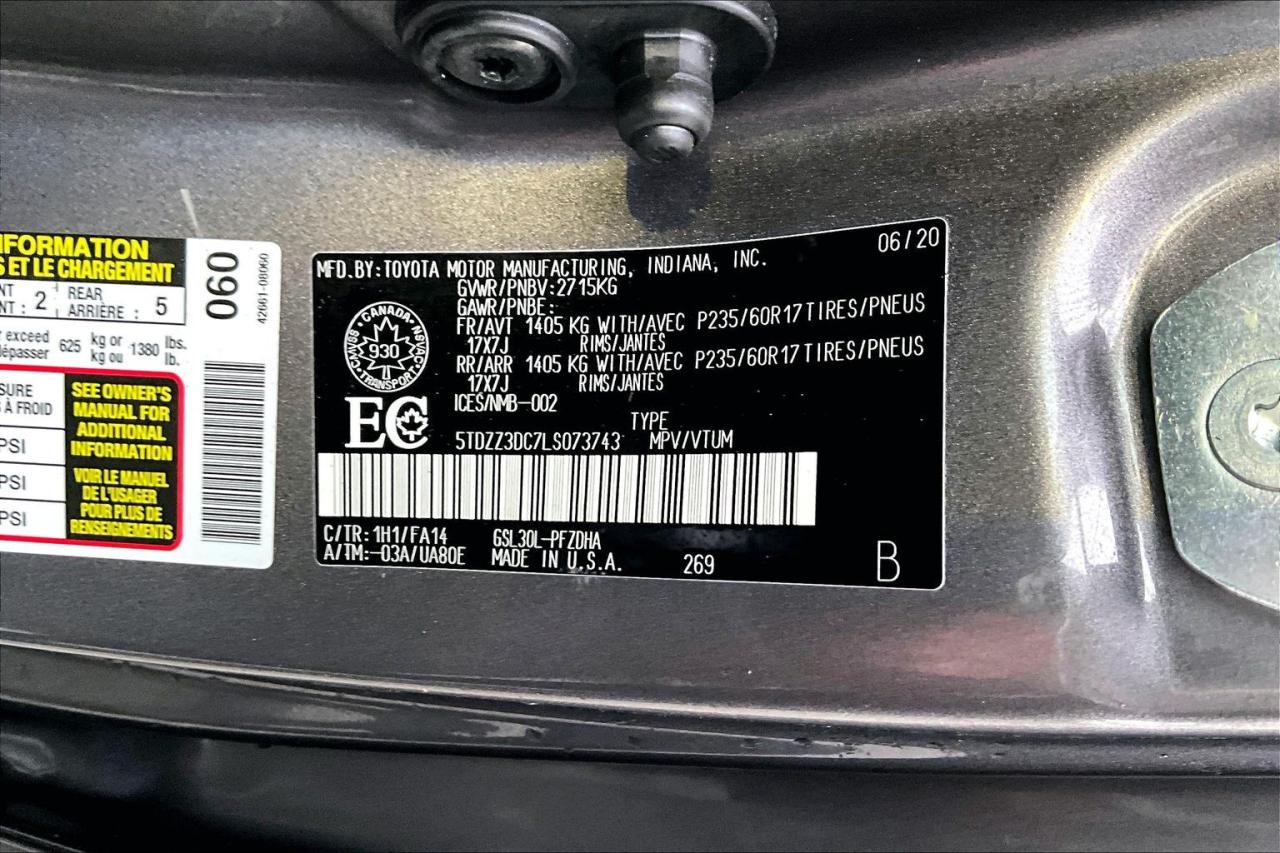 NFORMATION
S ET LE CHARGEMENT
NT : 2 REAR
ARRIÈRE : 5
er exceed 625 kg or 1380 lbs.
dépasser kg ou lb.
SURE
À FROID
PSI
PSI
PSI
SEE OWNER'S
MANUAL FOR
ADDITIONAL
INFORMATION
VOIR LE MANUEL
DE L'USAGER
POUR PLUS DE
RENSEIGNEMENTS
060
42661-08060
06/20
MFD.BY:TOYOTA MOTOR MANUFACTURING, INDIANA, INC.
GVWR/PNBV:2715KG
GAWR/PNBE:
FR/AVT 1405 KG WITH/AVEC P235/60R17 TIRES/PNEUS
17X7J RIMS/JANTES
RR/ARR 1405 KG WITH/AVEC P235/60R17 TIRES/PNEUS
17X7J RIMS/JANTES
CANADA
CMVSS 930 NSVAC
TRANSPORT
ICES/NMB-002
EC
TYPE
5TDZZ3DC7LS073743 MPV/VTUM
C/TR: 1H1/FA14 GSL30L-PFZDHA
A/TM:-03A/UA80E MADE IN U.S.A. 269 B